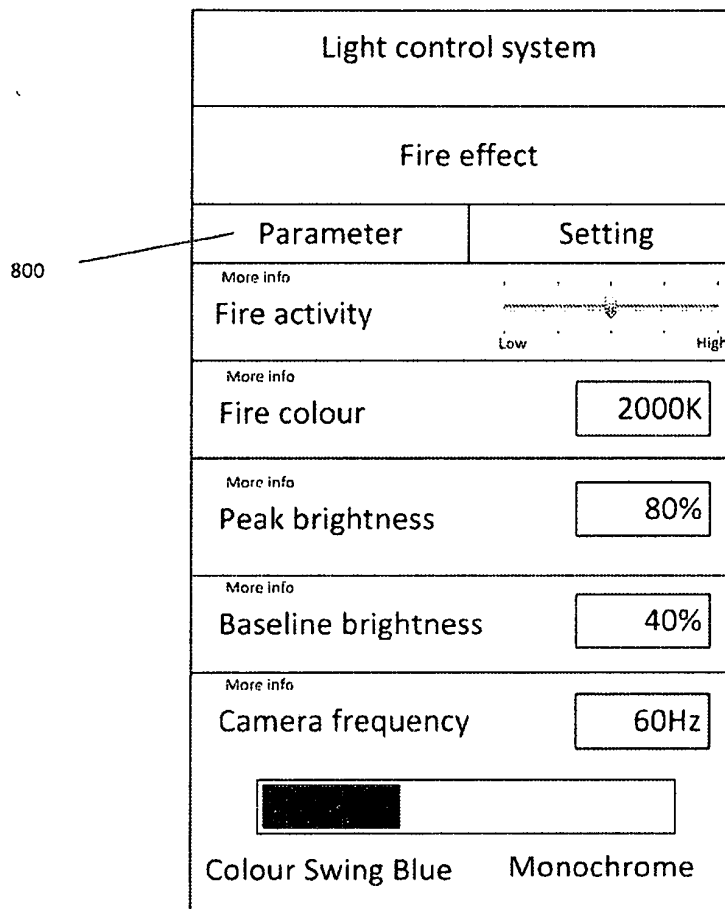 Light control system
Fire effect
800
Parameter Setting
More info
Fire activity
Low High
More info
Fire colour 2000K
More info
Peak brightness 80%
More info
Baseline brightness 40%
More info
Camera frequency 60Hz
Colour Swing Blue Monochrome